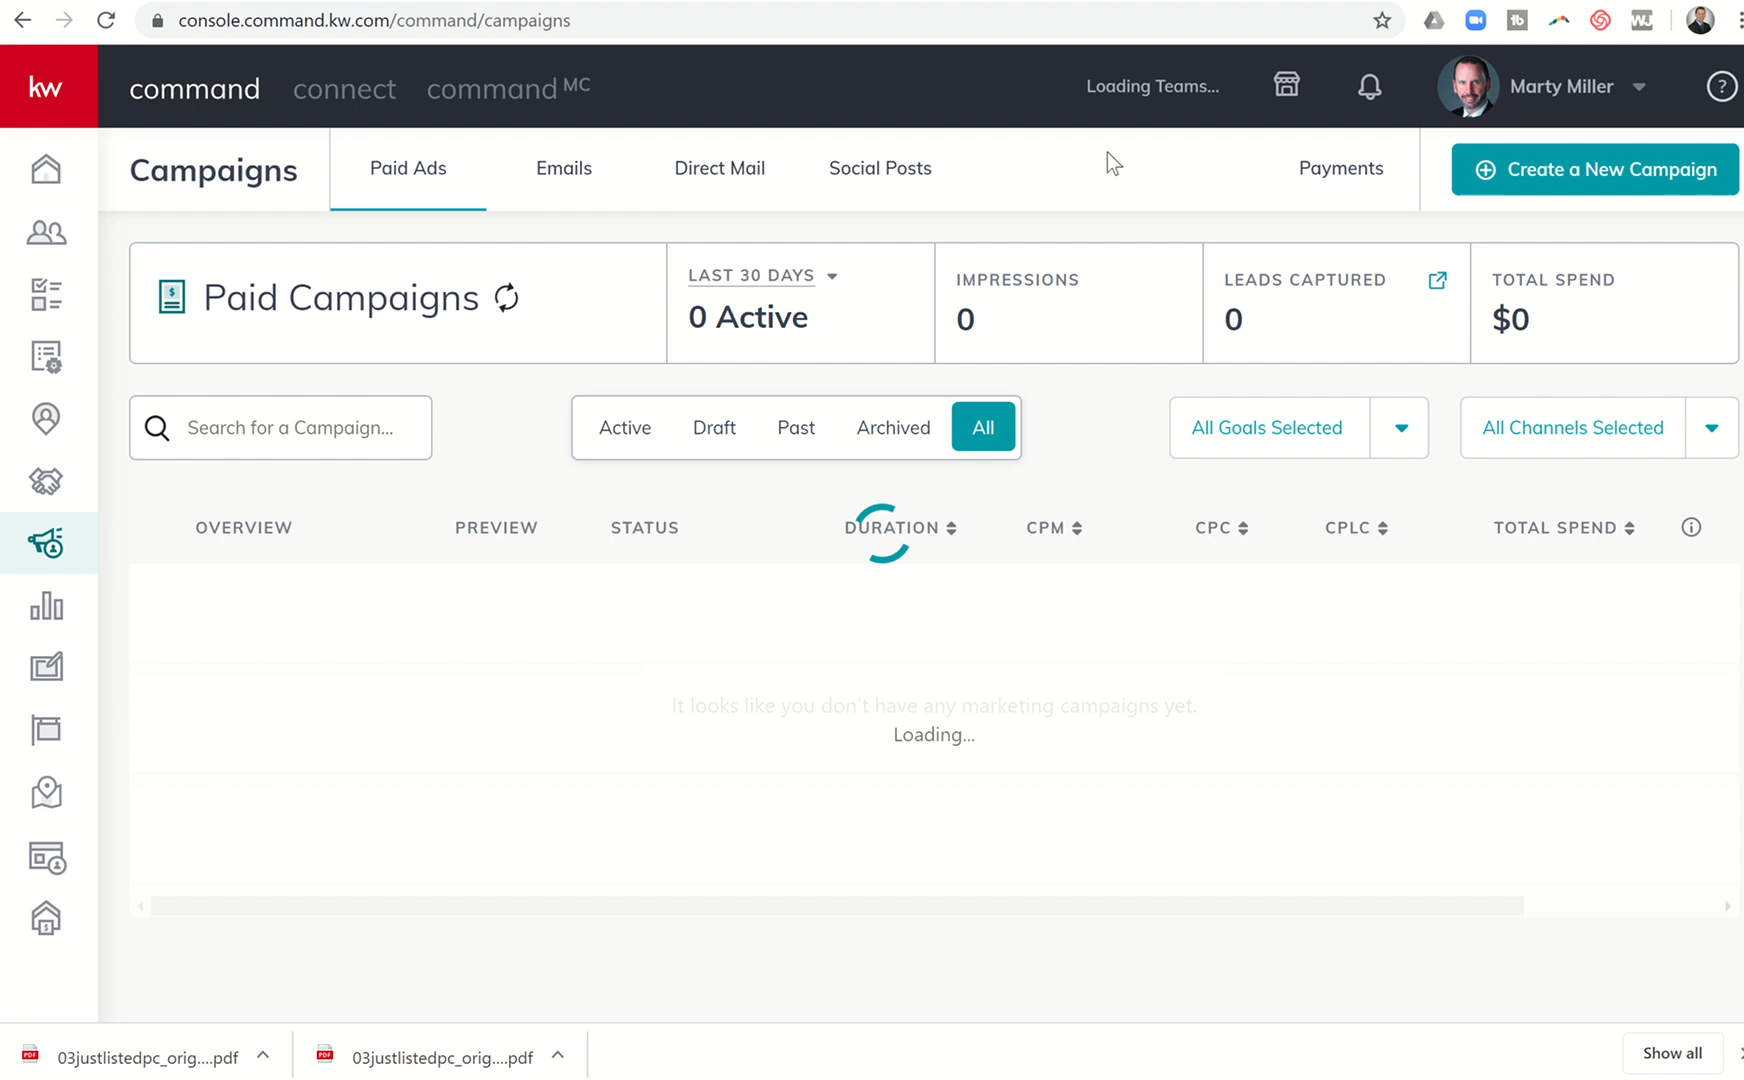 console.command.kw.com/command/campaigns
kw
command connect command MC
Loading Teams...
Marty Miller
?
Campaigns
Paid Ads
Emails
Direct Mail
Social Posts
Payments
Create a New Campaign
Paid Campaigns
LAST 30 DAYS
0 Active
IMPRESSIONS
0
LEADS CAPTURED
0
TOTAL SPEND
$0
Search for a Campaign...
Active Draft Past Archived All
All Goals Selected
All Channels Selected
OVERVIEW PREVIEW STATUS DURATION CPM CPC CPLC TOTAL SPEND
It looks like you don't have any marketing campaigns yet.
Loading...
PDF 03justlistedpc_orig....pdf
PDF 03justlistedpc_orig....pdf
Show all